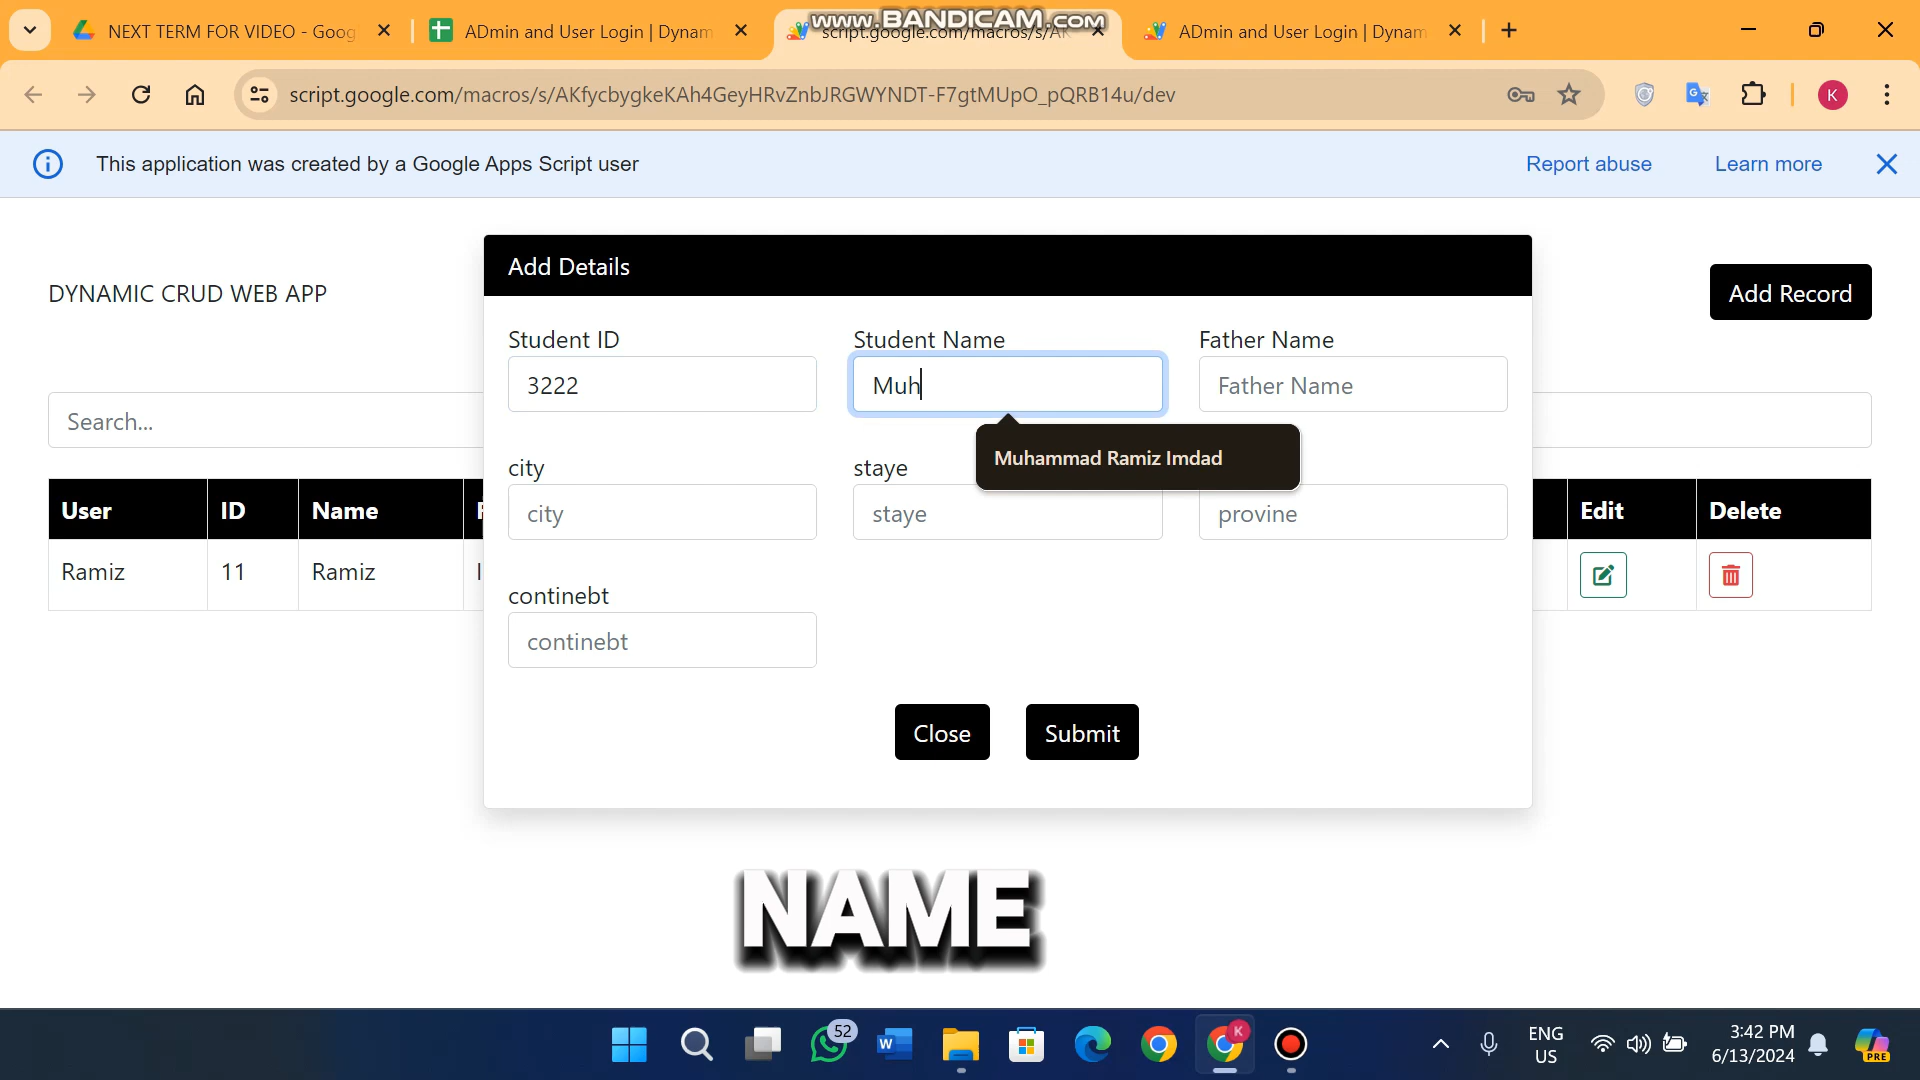 NEXT TERM FOR VIDEO - Goog
ADmin and User Login | Dynam
www.BANDICAM.com
script.google.com/macros/s/AK
ADmin and User Login | Dynam
script.google.com/macros/s/AKfycbygkeKAh4GeyHRvZnbJRGWYNDT-F7gtMUpO_pQRB14u/dev
K
This application was created by a Google Apps Script user
Report abuse
Learn more
Add Details
DYNAMIC CRUD WEB APP
Add Record
Student ID
Student Name
Father Name
3222
Muh
Father Name
Search...
Muhammad Ramiz Imdad
city
staye
city
staye
provine
User ID Name
Edit Delete
Ramiz 11 Ramiz
continebt
continebt
Close
Submit
NAME
52
W
K
ENG
US
3:42 PM
6/13/2024
PRE